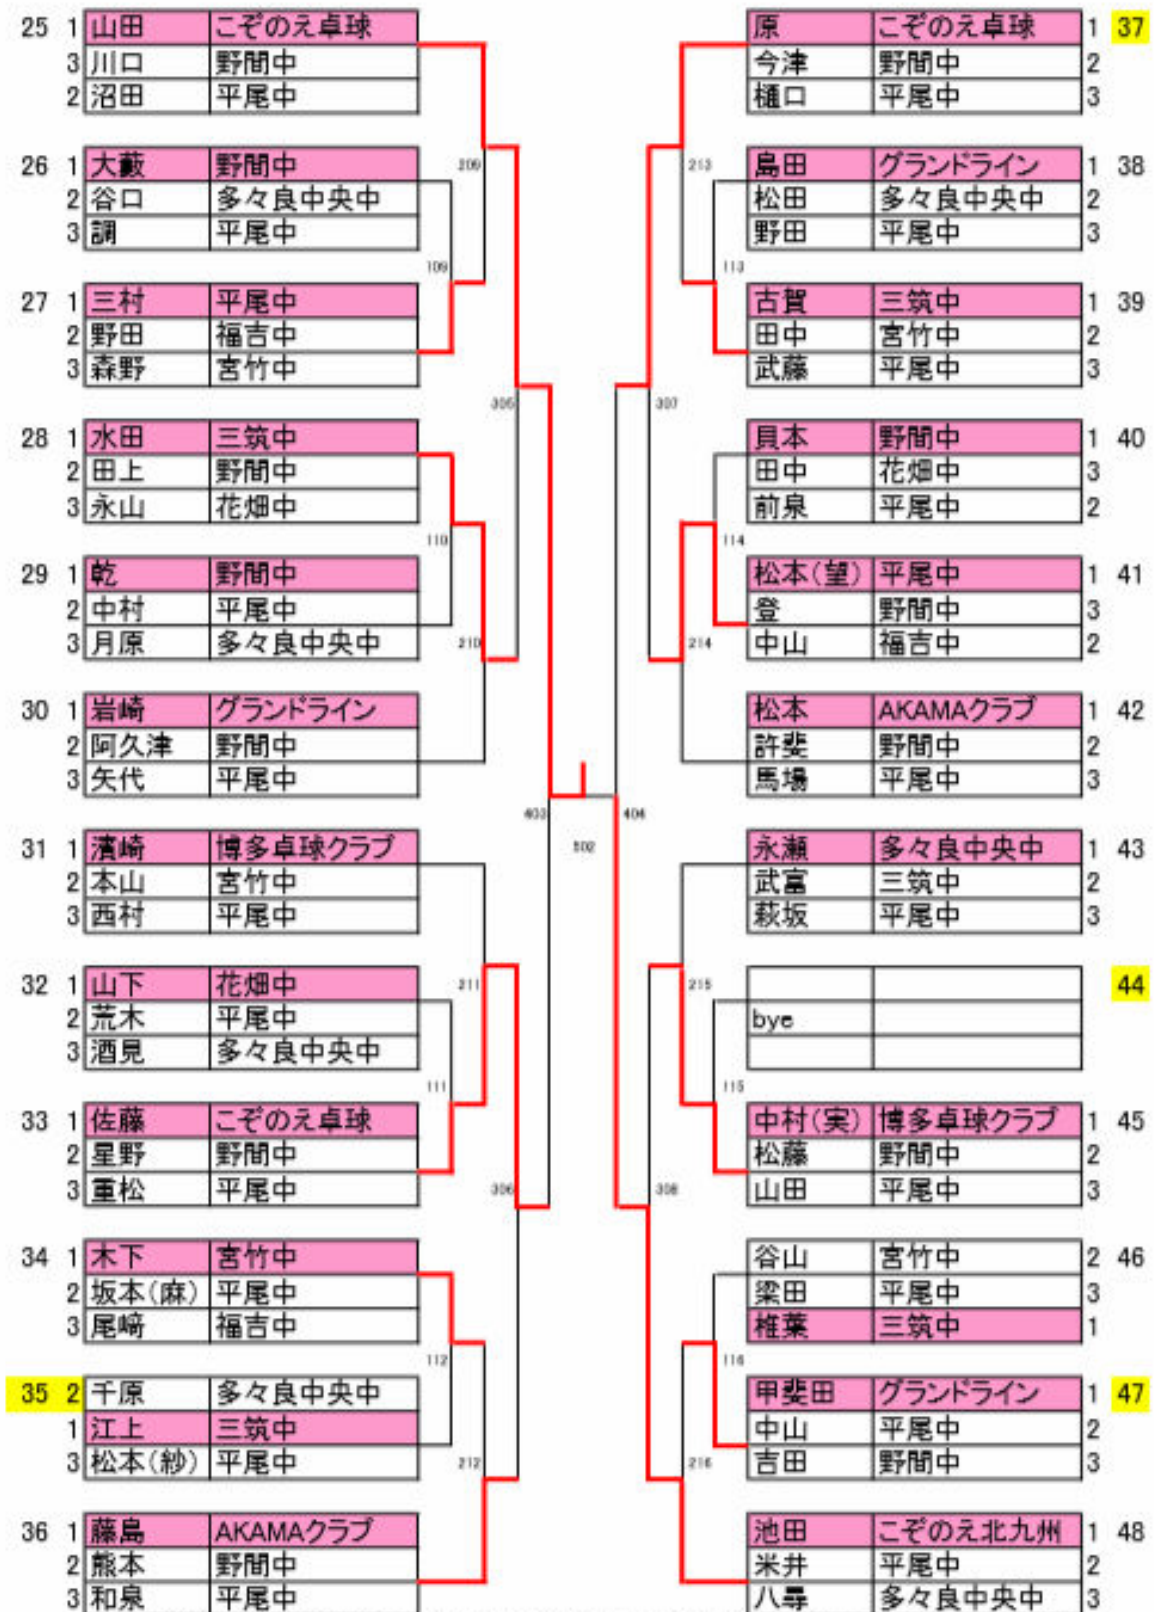 25 1 山田 こぞのえ卓球
3 川口 野間中
2 沼田 平尾中
26 1 大藪 野間中
2 谷口 多々良中央中
3 調 平尾中
27 1 三村 平尾中
2 野田 福吉中
3 森野 宮竹中
28 1 水田 三筑中
2 田上 野間中
3 永山 花畑中
29 1 乾 野間中
2 中村 平尾中
3 月原 多々良中央中
30 1 岩崎 グランドライン
2 阿久津 野間中
3 矢代 平尾中
31 1 濱崎 博多卓球クラブ
2 本山 宮竹中
3 西村 平尾中
32 1 山下 花畑中
2 荒木 平尾中
3 酒見 多々良中央中
33 1 佐藤 こぞのえ卓球
2 星野 野間中
3 重松 平尾中
34 1 木下 宮竹中
2 坂本(麻) 平尾中
3 尾﨑 福吉中
35 2 千原 多々良中央中
1 江上 三筑中
3 松本(紗) 平尾中
36 1 藤島 AKAMAクラブ
2 熊本 野間中
3 和泉 平尾中
209
109
305
110
210
403
211
111
306
112
212
502
213
113
307
114
214
404
215
115
308
116
216
原 こぞのえ卓球 1 37
今津 野間中 2
樋口 平尾中 3
島田 グランドライン 1 38
松田 多々良中央中 2
野田 平尾中 3
古賀 三筑中 1 39
田中 宮竹中 2
武藤 平尾中 3
貝本 野間中 1 40
田中 花畑中 3
前泉 平尾中 2
松本(望) 平尾中 1 41
登 野間中 3
中山 福吉中 2
松本 AKAMAクラブ 1 42
許斐 野間中 2
馬場 平尾中 3
永瀬 多々良中央中 1 43
武富 三筑中 2
萩坂 平尾中 3
44
bye
中村(実) 博多卓球クラブ 1 45
松藤 野間中 2
山田 平尾中 3
谷山 宮竹中 2 46
梁田 平尾中 3
椎葉 三筑中 1
甲斐田 グランドライン 1 47
中山 平尾中 2
吉田 野間中 3
池田 こぞのえ北九州 1 48
米井 平尾中 2
八尋 多々良中央中 3